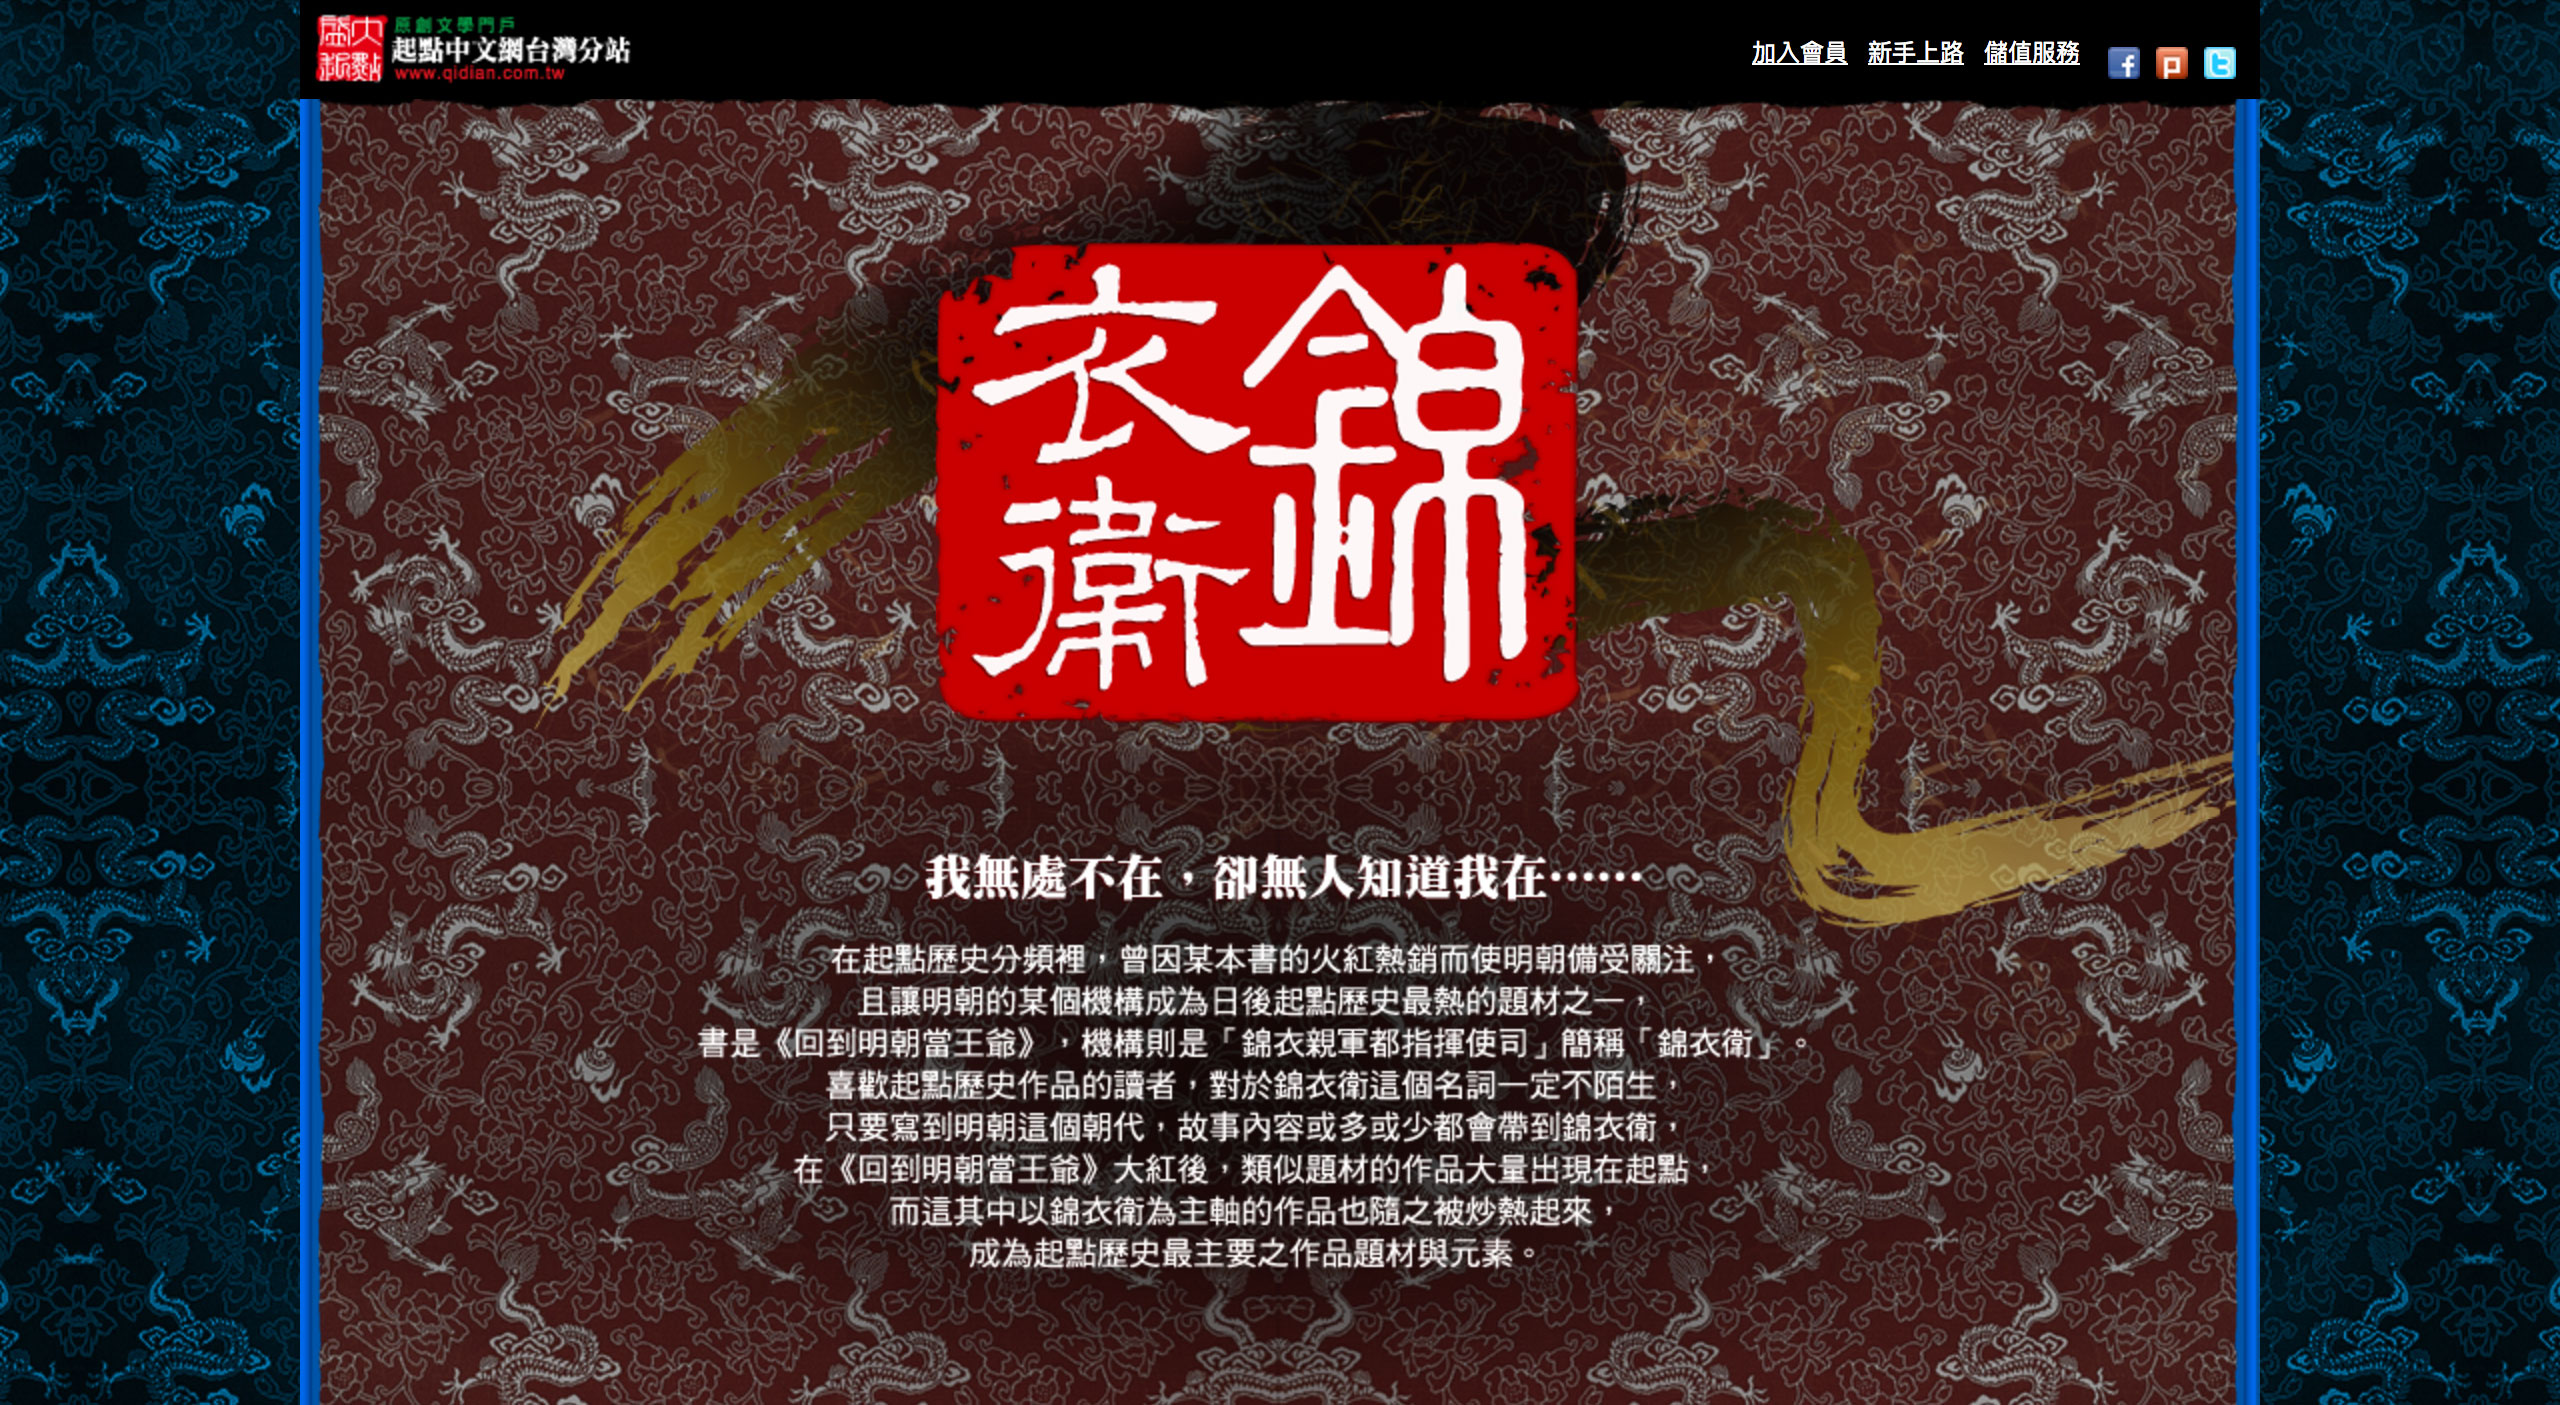 原創文學門戶
起點中文網台灣分站
www.qidian.com.tw
加入會員 新手上路 儲值服務
錦衣衛
我無處不在，卻無人知道我在……
在起點歷史分頻裡，曾因某本書的火紅熱銷而使明朝備受關注，
且讓明朝的某個機構成為日後起點歷史最熱的題材之一，
書是《回到明朝當王爺》，機構則是「錦衣親軍都指揮使司」簡稱「錦衣衛」。
喜歡起點歷史作品的讀者，對於錦衣衛這個名詞一定不陌生，
只要寫到明朝這個朝代，故事內容或多或少都會帶到錦衣衛，
在《回到明朝當王爺》大紅後，類似題材的作品大量出現在起點，
而這其中以錦衣衛為主軸的作品也隨之被炒熱起來，
成為起點歷史最主要之作品題材與元素。